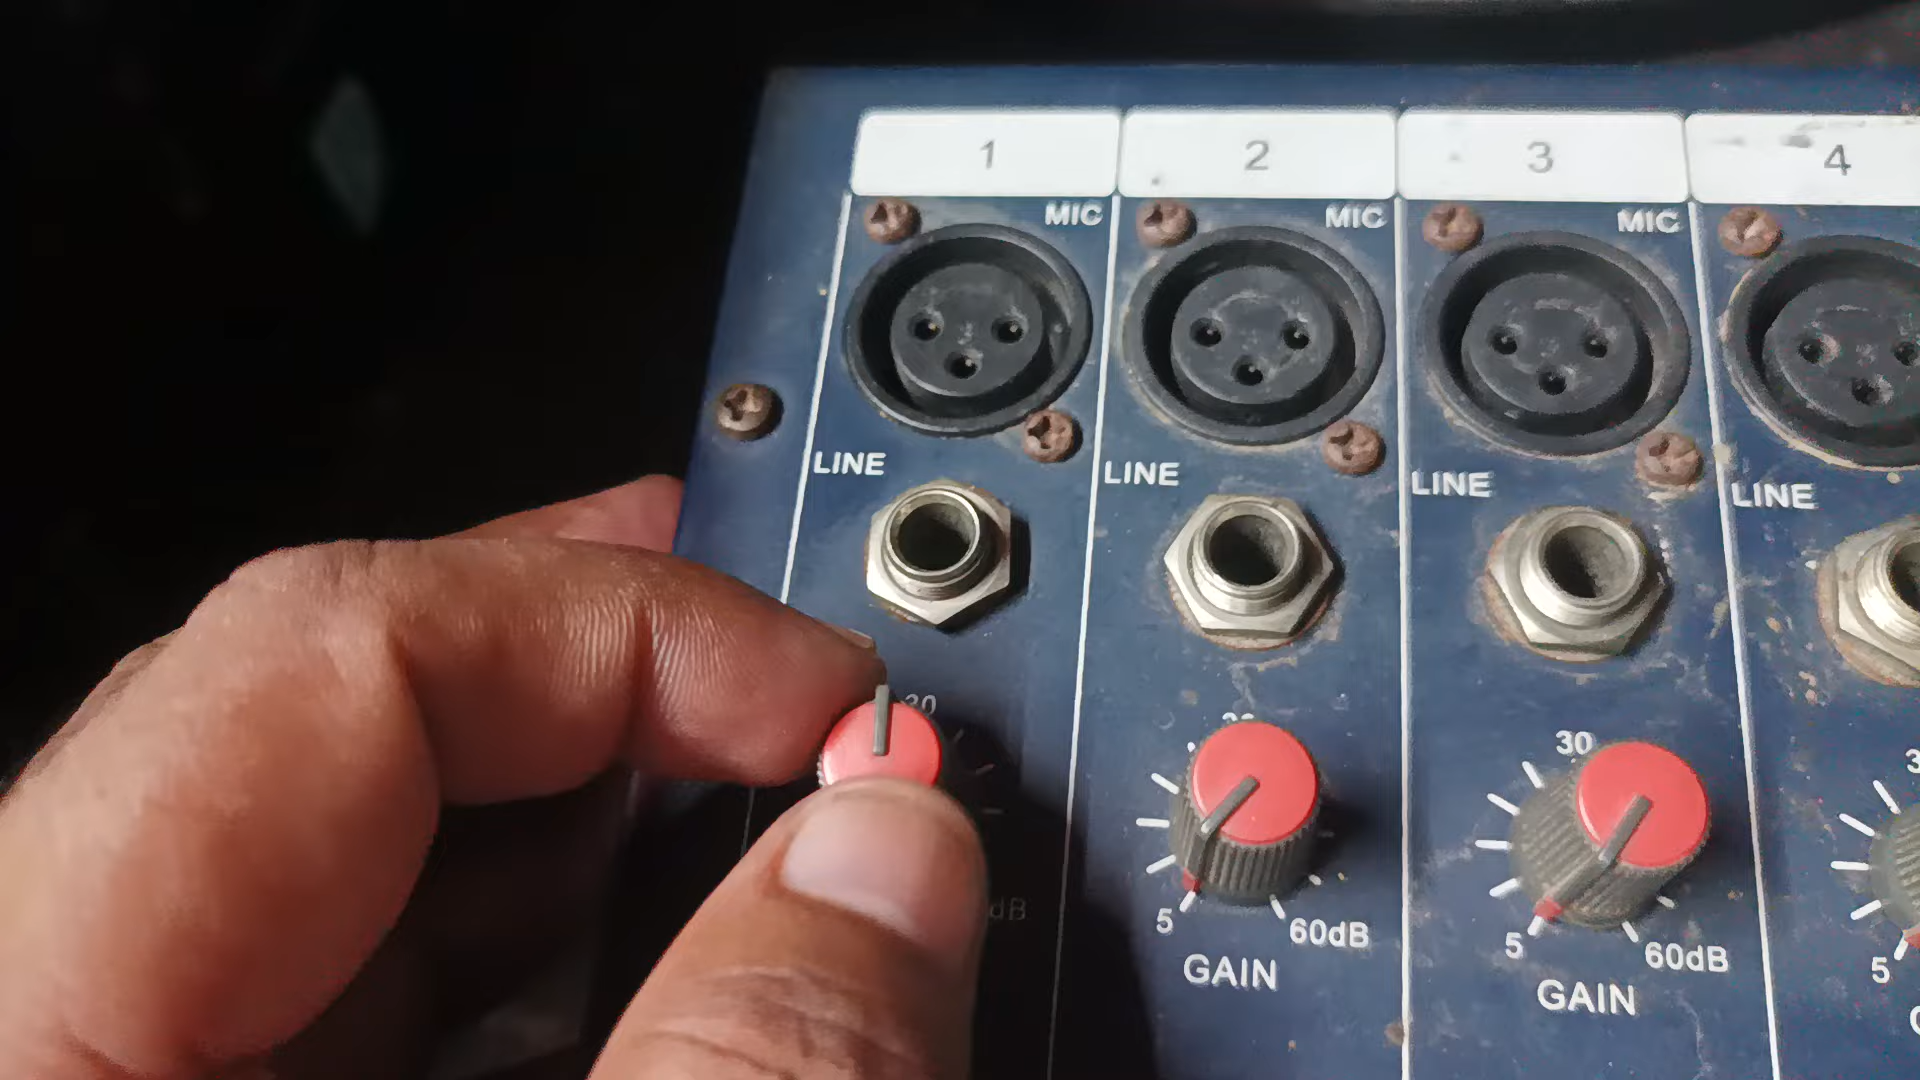 1 2 3 4
MIC MIC MIC
LINE LINE LINE LINE
30 30
5 60dB 5 60dB 5
dB
GAIN GAIN